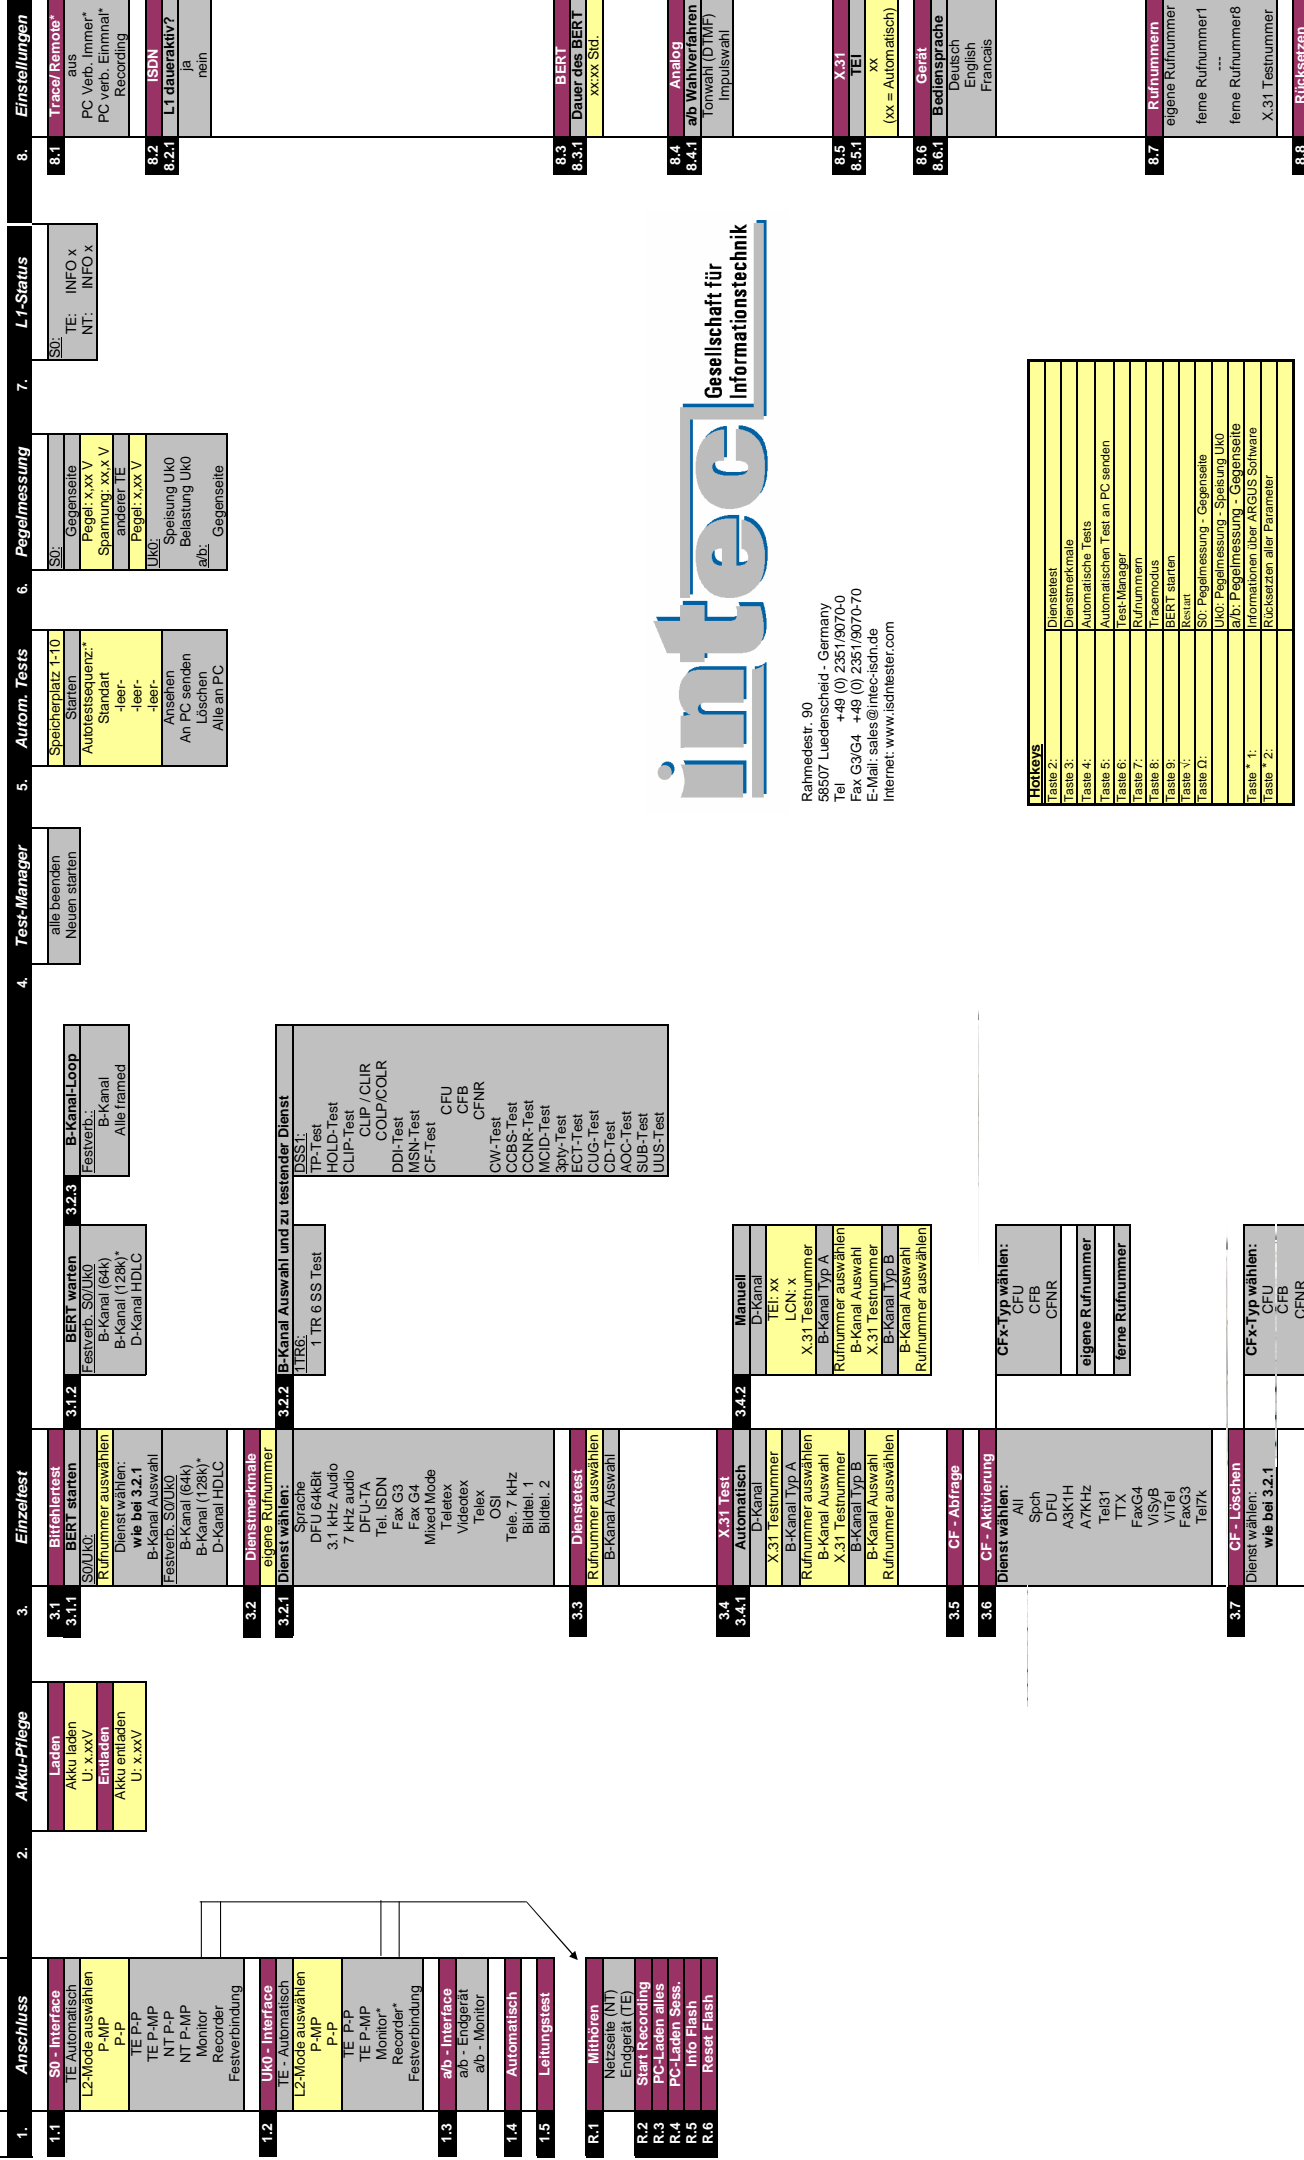 1. Anschluss
1.1 S0 - Interface
TE Automatisch
L2-Mode auswählen
P-MP
P-P
TE P-P
TE P-MP
NT P-P
NT P-MP
Monitor
Recorder
Festverbindung
1.2 Uk0 - Interface
TE - Automatisch
L2-Mode auswählen
P-MP
P-P
TE P-P
TE P-MP
Monitor*
Recorder*
Festverbindung
1.3 a/b - Interface
a/b - Endgerät
a/b - Monitor
1.4 Automatisch
1.5 Leitungstest
R.1 Mithören
Netzseite (NT)
Endgerät (TE)
R.2 Start Recording
R.3 PC-Laden alles
R.4 PC-Laden Sess.
R.5 Info Flash
R.6 Reset Flash
2. Akku-Pflege
Laden
Akku laden
U: x.xxV
Entladen
Akku entladen
U: x.xxV
3. Einzeltest
3.1 Bitfehlertest
3.1.1 BERT starten
S0/Uk0:
Rufnummer auswählen
Dienst wählen:
wie bei 3.2.1
B-Kanal Auswahl
Festverb. S0/Uk0
B-Kanal (64k)
B-Kanal (128k)*
D-Kanal HDLC
3.1.2 BERT warten
Festverb. S0/Uk0
B-Kanal (64k)
B-Kanal (128k)*
D-Kanal HDLC
3.2.3 B-Kanal-Loop
Festverb.:
B-Kanal
Alle framed
3.2 Dienstmerkmale
eigene Rufnummer
3.2.1 Dienst wählen:
Sprache
DFU 64kBit
3.1 kHz Audio
7 kHz audio
DFU-TA
Tel. ISDN
Fax G3
Fax G4
Mixed Mode
Teletex
Videotex
Telex
OSI
Tele. 7 kHz
Bildtel. 1
Bildtel. 2
3.2.2 B-Kanal Auswahl und zu testender Dienst
1TR6:
1 TR 6 SS Test
DSS1:
TP-Test
HOLD-Test
CLIP-Test
CLIP / CLIR
COLP/COLR
DDI-Test
MSN-Test
CF-Test
CFU
CFB
CFNR
CW-Test
CCBS-Test
CCNR-Test
MCID-Test
3pty-Test
ECT-Test
CUG-Test
CD-Test
AOC-Test
SUB-Test
UUS-Test
3.3 Dienstetest
Rufnummer auswählen
B-Kanal Auswahl
3.4 X.31 Test
3.4.1 Automatisch
D-Kanal
X.31 Testnummer
B-Kanal Typ A
Rufnummer auswählen
B-Kanal Auswahl
X.31 Testnummer
B-Kanal Typ B
B-Kanal Auswahl
Rufnummer auswählen
3.4.2 Manuell
D-Kanal
TEI: xx
LCN: x
X.31 Testnummer
B-Kanal Typ A
Rufnummer auswählen
B-Kanal Auswahl
X.31 Testnummer
B-Kanal Typ B
B-Kanal Auswahl
Rufnummer auswählen
3.5 CF - Abfrage
3.6 CF - Aktivierung
Dienst wählen:
All
Spch
DFU
A3K1H
A7KHz
Tel31
TTX
FaxG4
ViSyB
ViTel
FaxG3
Tel7k
CFx-Typ wählen:
CFU
CFB
CFNR
eigene Rufnummer
ferne Rufnummer
3.7 CF - Löschen
Dienst wählen:
wie bei 3.2.1
CFx-Typ wählen:
CFU
CFB
CFNR
4. Test-Manager
alle beenden
Neuen starten
5. Autom. Tests
Speicherplatz 1-10
Starten
Autotestsequenz:*
Standart
-leer-
-leer-
-leer-
Ansehen
An PC senden
Löschen
Alle an PC
6. Pegelmessung
S0:
Gegenseite
Pegel: x,xx V
Spannung: xx,x V
anderer TE
Pegel: x,xx V
Uk0:
Speisung Uk0
Belastung Uk0
a/b:
Gegenseite
7. L1-Status
S0:
TE: INFO x
NT: INFO x
intec
Gesellschaft für
Informationstechnik
Rahmedestr. 90
58507 Luedenscheid - Germany
Tel +49 (0) 2351/9070-0
Fax G3/G4 +49 (0) 2351/9070-70
E-Mail: sales@intec-isdn.de
Internet: www.isdntester.com
Hotkeys
Taste 2: Dienstetest
Taste 3: Dienstmerkmale
Taste 4: Automatische Tests
Taste 5: Automatischen Test an PC senden
Taste 6: Test-Manager
Taste 7: Rufnummern
Taste 8: Tracemodus
Taste 9: BERT starten
Taste √: Restart
Taste Ω: S0: Pegelmessung - Gegenseite
Uk0: Pegelmessung - Speisung Uk0
a/b: Pegelmessung - Gegenseite
Taste * 1: Informationen über ARGUS Software
Taste * 2: Rücksetzten aller Parameter
8. Einstellungen
8.1 Trace/ Remote*
aus
PC Verb. Immer*
PC verb. Einmnal*
Recording
8.2 ISDN
8.2.1 L1 daueraktiv?
ja
nein
8.3 BERT
8.3.1 Dauer des BERT
xx:xx Std.
8.4 Analog
8.4.1 a/b Wahlverfahren
Tonwahl (DTMF)
Impulswahl
8.5 X.31
8.5.1 TEI
xx
(xx = Automatisch)
8.6 Gerät
8.6.1 Bediensprache
Deutsch
English
Francais
8.7 Rufnummern
eigene Rufnummer
ferne Rufnummer1
---
ferne Rufnummer8
X.31 Testnummer
8.8 Rücksetzen